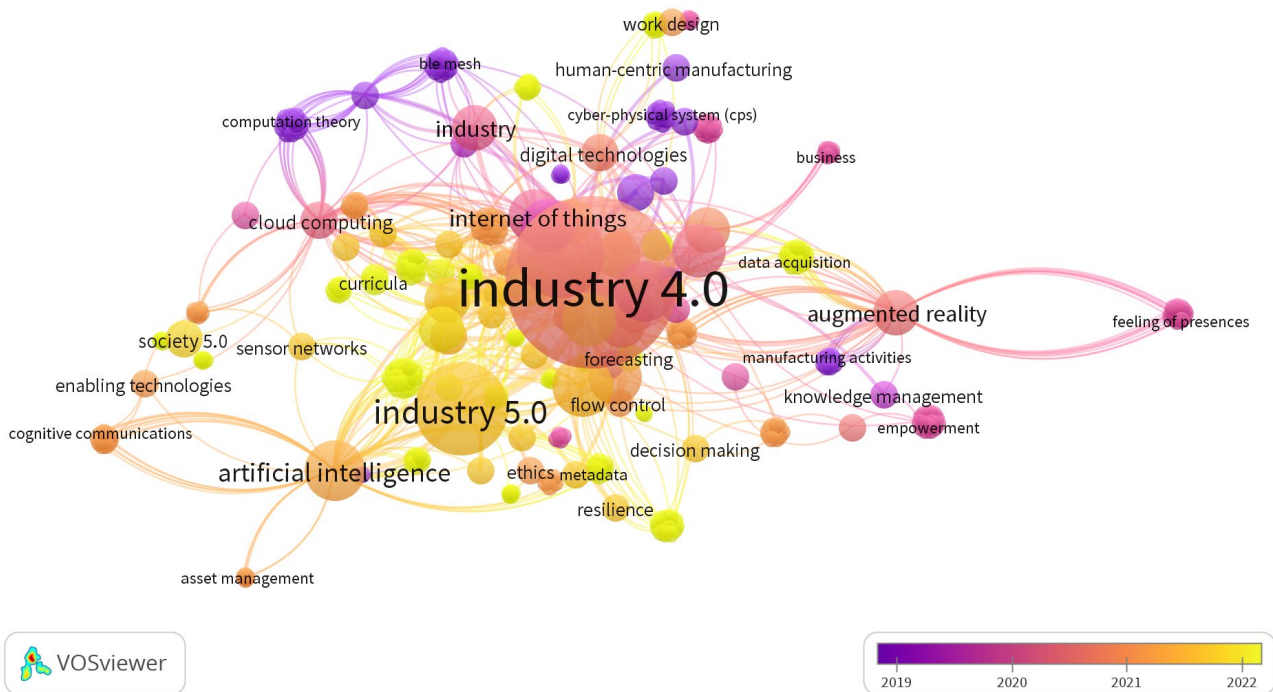 work design
ble mesh
human-centric manufacturing
computation theory
cyber-physical system (cps)
industry
digital technologies
business
cloud computing
internet of things
data acquisition
curricula
industry 4.0
augmented reality
feeling of presences
society 5.0
sensor networks
forecasting
manufacturing activities
enabling technologies
knowledge management
industry 5.0
flow control
cognitive communications
empowerment
decision making
artificial intelligence
ethics
metadata
resilience
asset management
VOSviewer
2019
2020
2021
2022